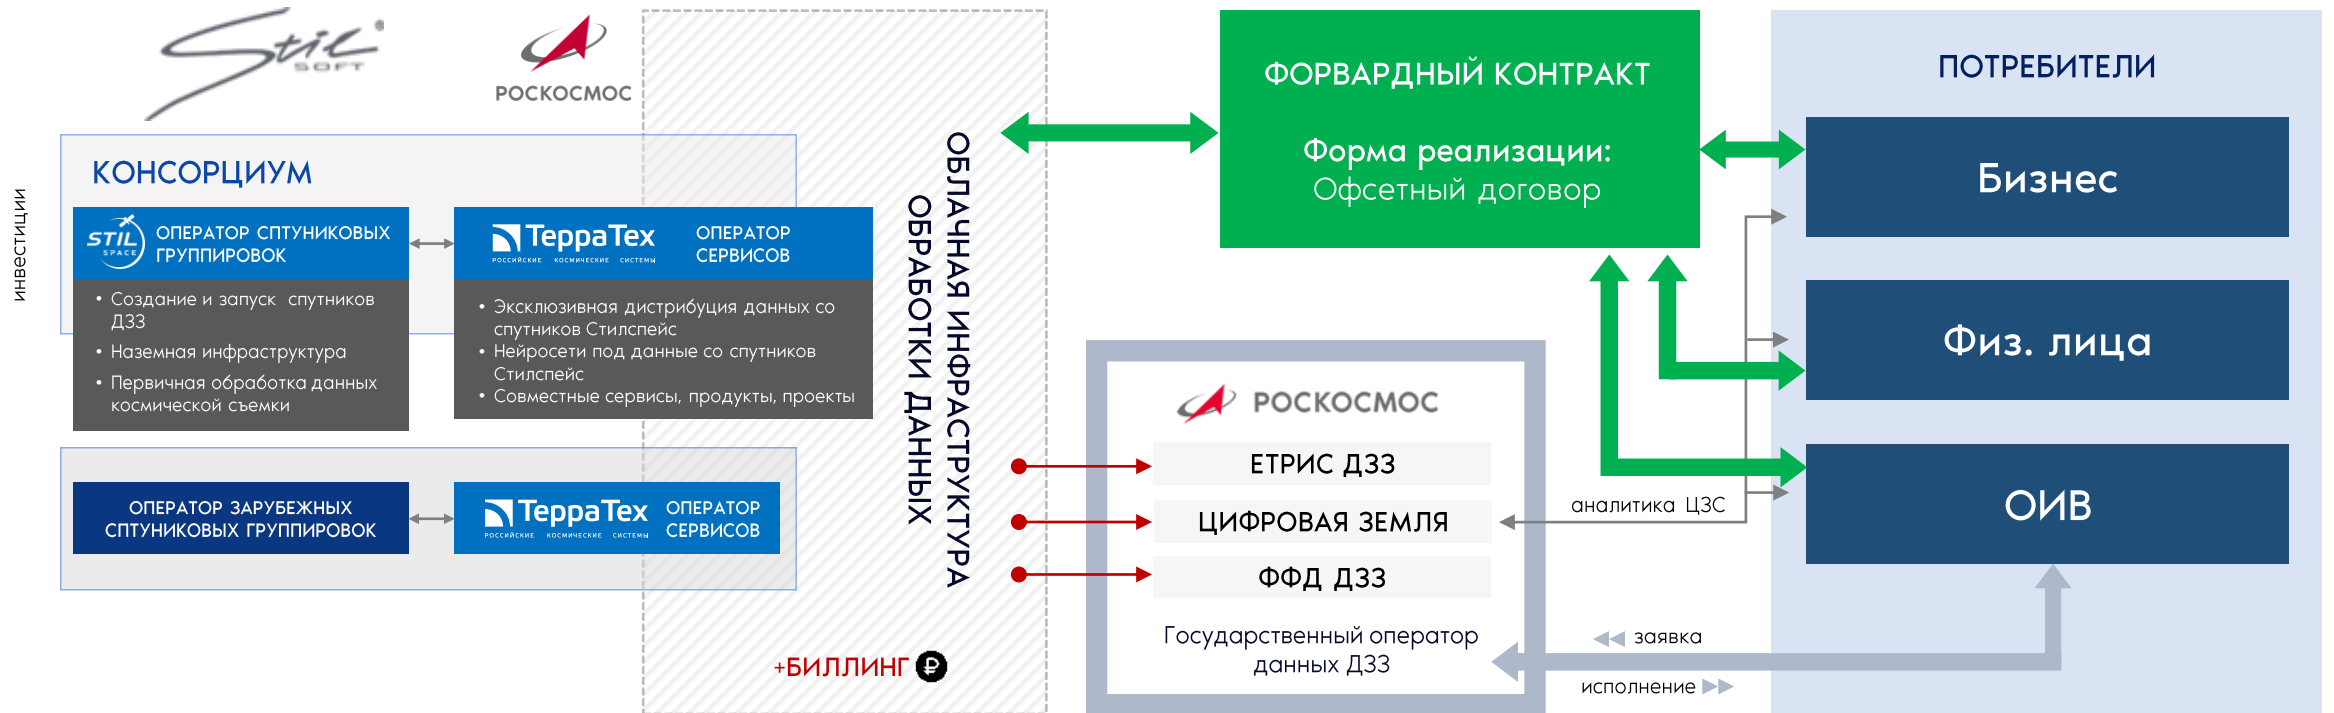 Stil
SOFT
®
РОСКОСМОС
инвестиции
КОНСОРЦИУМ
STIL
SPACE
ОПЕРАТОР СПТУНИКОВЫХ
ГРУППИРОВОК
• Создание и запуск спутников
ДЗЗ
• Наземная инфраструктура
• Первичная обработка данных
космической съемки
ТерраТех
РОССИЙСКИЕ КОСМИЧЕСКИЕ СИСТЕМЫ
ОПЕРАТОР
СЕРВИСОВ
• Эксклюзивная дистрибуция данных со
спутников Стилспейс
• Нейросети под данные со спутников
Стилспейс
• Совместные сервисы, продукты, проекты
ОПЕРАТОР ЗАРУБЕЖНЫХ
СПТУНИКОВЫХ ГРУППИРОВОК
ТерраТех
РОССИЙСКИЕ КОСМИЧЕСКИЕ СИСТЕМЫ
ОПЕРАТОР
СЕРВИСОВ
ОБЛАЧНАЯ ИНФРАСТРУКТУРА
ОБРАБОТКИ ДАННЫХ
+БИЛЛИНГ ₽
ФОРВАРДНЫЙ КОНТРАКТ
Форма реализации:
Офсетный договор
РОСКОСМОС
ЕТРИС ДЗЗ
ЦИФРОВАЯ ЗЕМЛЯ
ФФД ДЗЗ
Государственный оператор
данных ДЗЗ
аналитика ЦЗС
заявка
исполнение
ПОТРЕБИТЕЛИ
Бизнес
Физ. лица
ОИВ